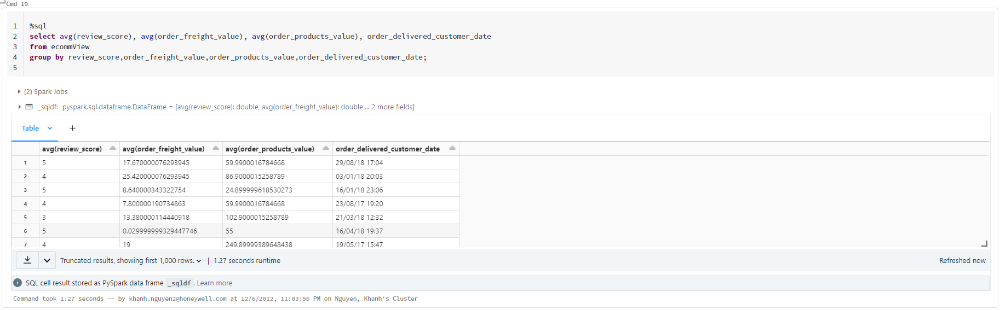 Cmd 19
1
2
3
4
5
%sql
select avg(review_score), avg(order_freight_value), avg(order_products_value), order_delivered_customer_date
from ecommView
group by review_score,order_freight_value,order_products_value,order_delivered_customer_date;
(2) Spark Jobs
_sqldf: pyspark.sql.dataframe.DataFrame = [avg(review_score): double, avg(order_freight_value): double ... 2 more fields]
Table +
avg(review_score) avg(order_freight_value) avg(order_products_value) order_delivered_customer_date
1 5 17.670000076293945 59.9900016784668 29/08/18 17:04
2 4 25.420000076293945 86.9000015258789 03/01/18 20:03
3 5 8.640000343322754 24.899999618530273 16/01/18 23:06
4 4 7.800000190734863 59.9900016784668 23/08/17 19:20
5 3 13.380000114440918 102.9000015258789 21/03/18 12:32
6 5 0.029999999329447746 55 16/04/18 19:37
7 4 19 249.89999389648438 19/05/17 15:47
Truncated results, showing first 1,000 rows. | 1.27 seconds runtime Refreshed now
SQL cell result stored as PySpark data frame _sqldf. Learn more
Command took 1.27 seconds -- by khanh.nguyen2@honeywell.com at 12/6/2022, 11:03:56 PM on Nguyen, Khanh's Cluster